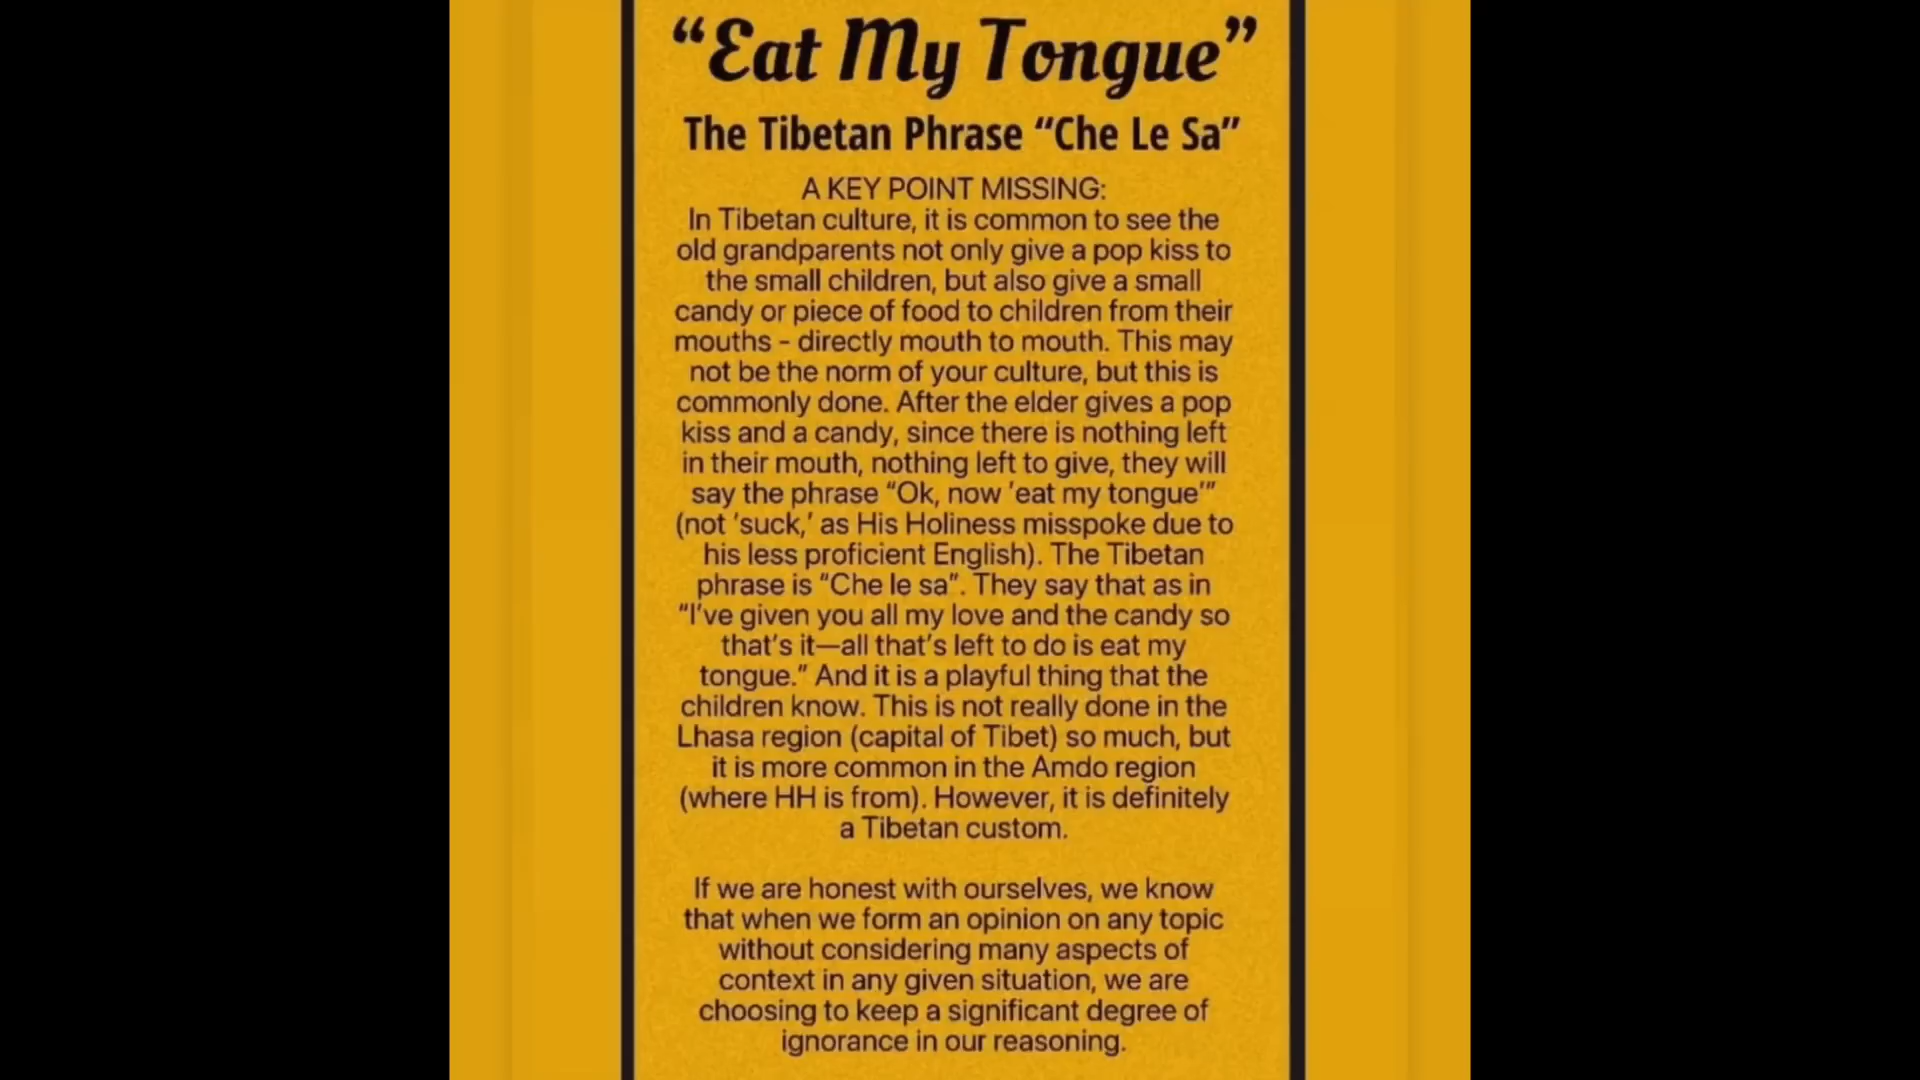 “Eat My Tongue”
The Tibetan Phrase “Che Le Sa”
A KEY POINT MISSING:
In Tibetan culture, it is common to see the
old grandparents not only give a pop kiss to
the small children, but also give a small
candy or piece of food to children from their
mouths - directly mouth to mouth. This may
not be the norm of your culture, but this is
commonly done. After the elder gives a pop
kiss and a candy, since there is nothing left
in their mouth, nothing left to give, they will
say the phrase “Ok, now ‘eat my tongue’”
(not ‘suck,’ as His Holiness misspoke due to
his less proficient English). The Tibetan
phrase is “Che le sa”. They say that as in
“I’ve given you all my love and the candy so
that’s it—all that’s left to do is eat my
tongue.” And it is a playful thing that the
children know. This is not really done in the
Lhasa region (capital of Tibet) so much, but
it is more common in the Amdo region
(where HH is from). However, it is definitely
a Tibetan custom.
If we are honest with ourselves, we know
that when we form an opinion on any topic
without considering many aspects of
context in any given situation, we are
choosing to keep a significant degree of
ignorance in our reasoning.